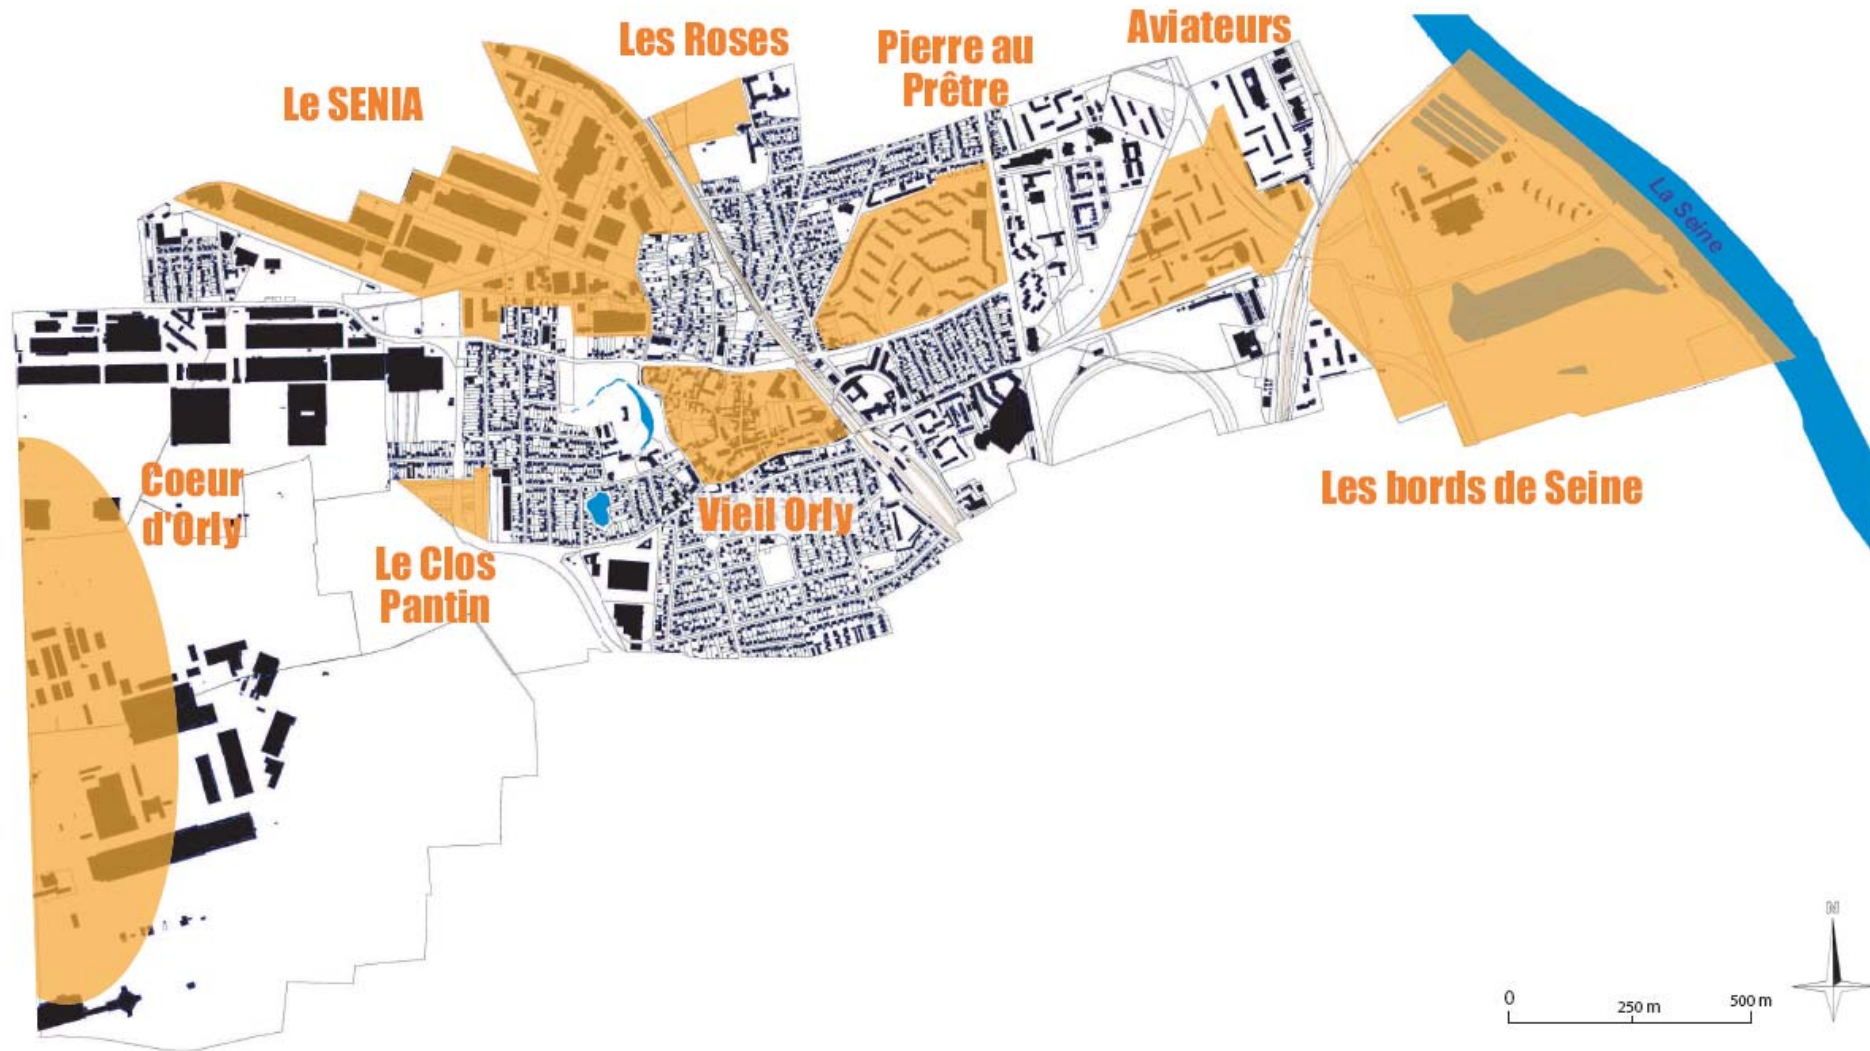 Aviateurs
Les Roses
Pierre au
Prêtre
Le SENIA
La Seine
Coeur
d'Orly
Les bords de Seine
Vieil Orly
Le Clos
Pantin
N
0
250 m
500 m